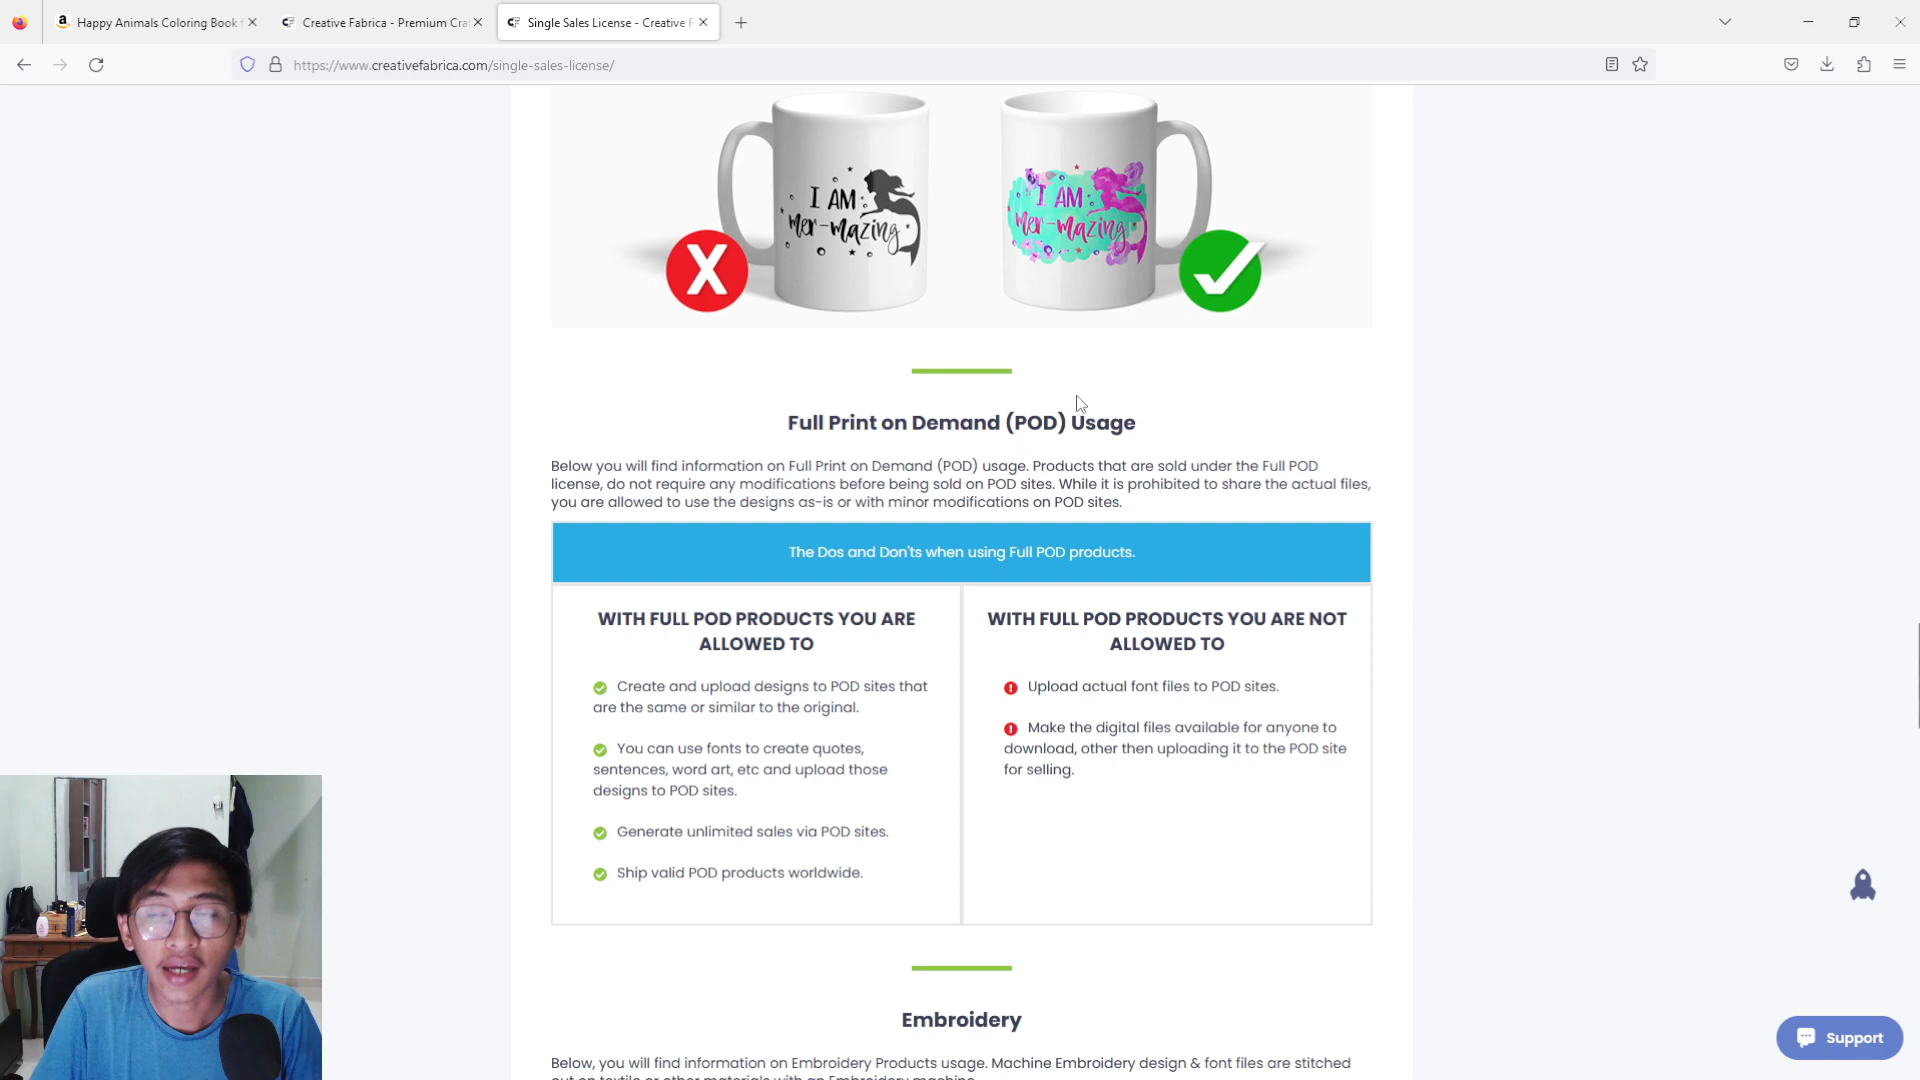 Happy Animals Coloring Book f
Creative Fabrica - Premium Cra
Single Sales License - Creative F
https://www.creativefabrica.com/single-sales-license/
I AM
mer-mazing
X
I AM
mer-mazing
Full Print on Demand (POD) Usage
Below you will find information on Full Print on Demand (POD) usage. Products that are sold under the Full POD
license, do not require any modifications before being sold on POD sites. While it is prohibited to share the actual files,
you are allowed to use the designs as-is or with minor modifications on POD sites.
The Dos and Don'ts when using Full POD products.
WITH FULL POD PRODUCTS YOU ARE
ALLOWED TO
Create and upload designs to POD sites that
are the same or similar to the original.
You can use fonts to create quotes,
sentences, word art, etc and upload those
designs to POD sites.
Generate unlimited sales via POD sites.
Ship valid POD products worldwide.
WITH FULL POD PRODUCTS YOU ARE NOT
ALLOWED TO
Upload actual font files to POD sites.
Make the digital files available for anyone to
download, other then uploading it to the POD site
for selling.
Embroidery
Below, you will find information on Embroidery Products usage. Machine Embroidery design & font files are stitched
out on textile or other materials with an Embroidery machine.
Support